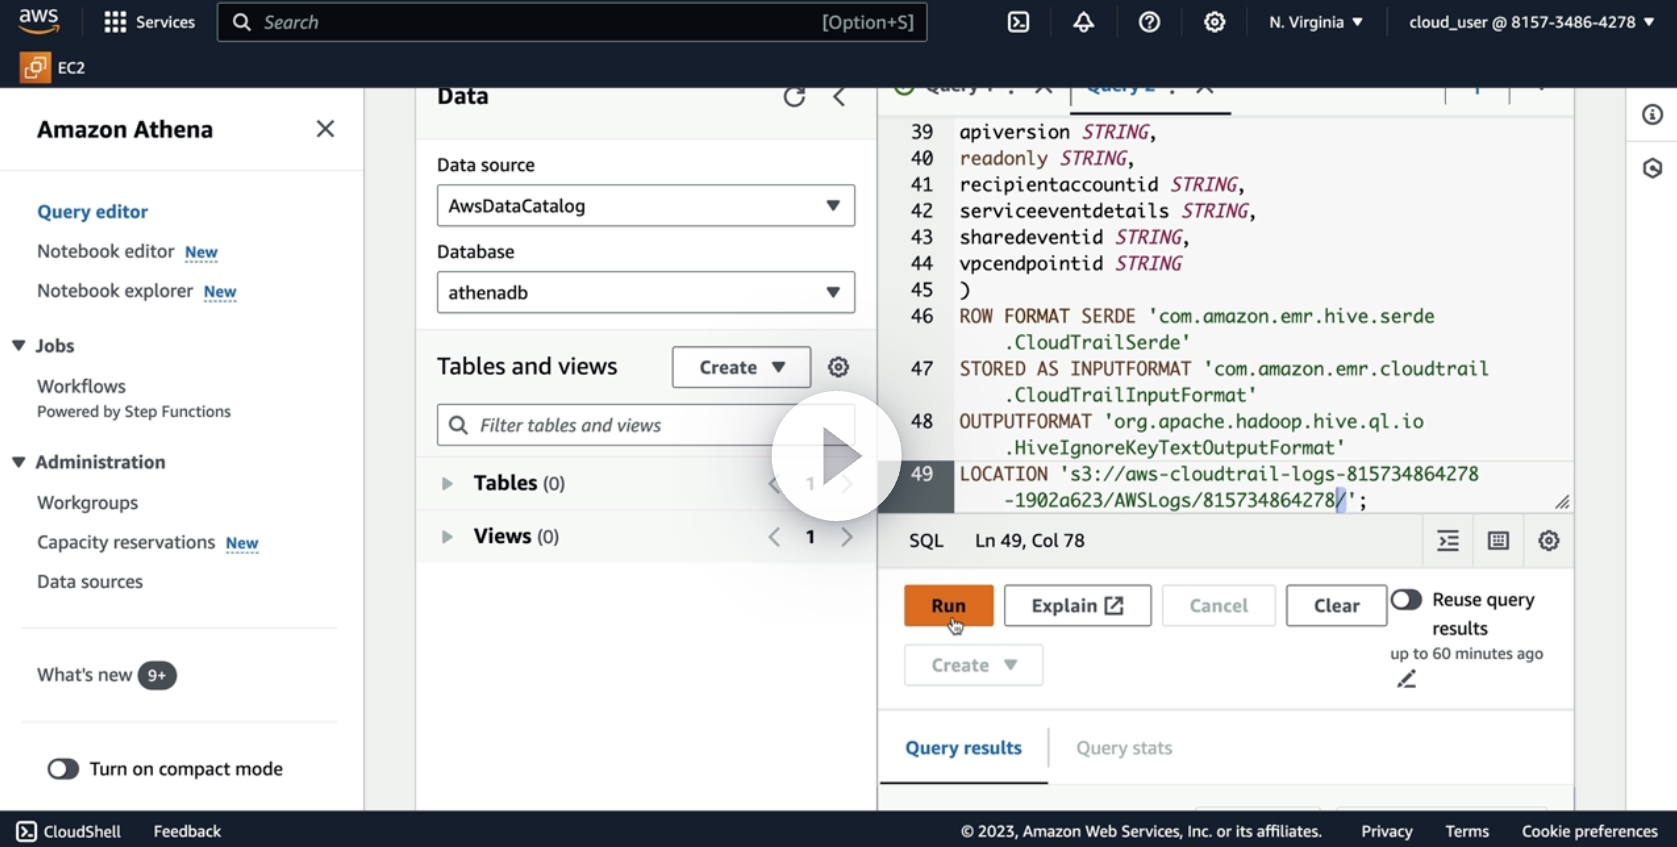 aws
Services
Search
[Option+S]
N. Virginia
cloud_user @ 8157-3486-4278
EC2
Amazon Athena
Query editor
Notebook editor New
Notebook explorer New
Jobs
Workflows
Powered by Step Functions
Administration
Workgroups
Capacity reservations New
Data sources
What's new 9+
Turn on compact mode
Data
Data source
AwsDataCatalog
Database
athenadb
Tables and views
Create
Filter tables and views
Tables (0)
1
Views (0)
1
Query 1
Query 2
39 apiversion STRING,
40 readonly STRING,
41 recipientaccountid STRING,
42 serviceeventdetails STRING,
43 sharedeventid STRING,
44 vpcendpointid STRING
45 )
46 ROW FORMAT SERDE 'com.amazon.emr.hive.serde
.CloudTrailSerde'
47 STORED AS INPUTFORMAT 'com.amazon.emr.cloudtrail
.CloudTrailInputFormat'
48 OUTPUTFORMAT 'org.apache.hadoop.hive.ql.io
.HiveIgnoreKeyTextOutputFormat'
49 LOCATION 's3://aws-cloudtrail-logs-815734864278
-1902a623/AWSLogs/815734864278/';
SQL Ln 49, Col 78
Run
Explain
Cancel
Clear
Reuse query
results
up to 60 minutes ago
Create
Query results
Query stats
CloudShell
Feedback
© 2023, Amazon Web Services, Inc. or its affiliates.
Privacy
Terms
Cookie preferences